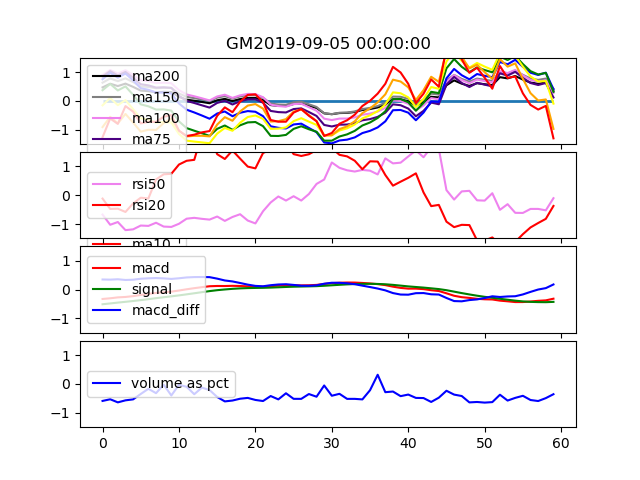 GM2019-09-05 00:00:00
1
0
−1
ma200
ma150
ma100
ma75
1
0
−1
rsi50
rsi20
ma10
1
0
−1
macd
signal
macd_diff
1
0
−1
volume as pct
0 10 20 30 40 50 60